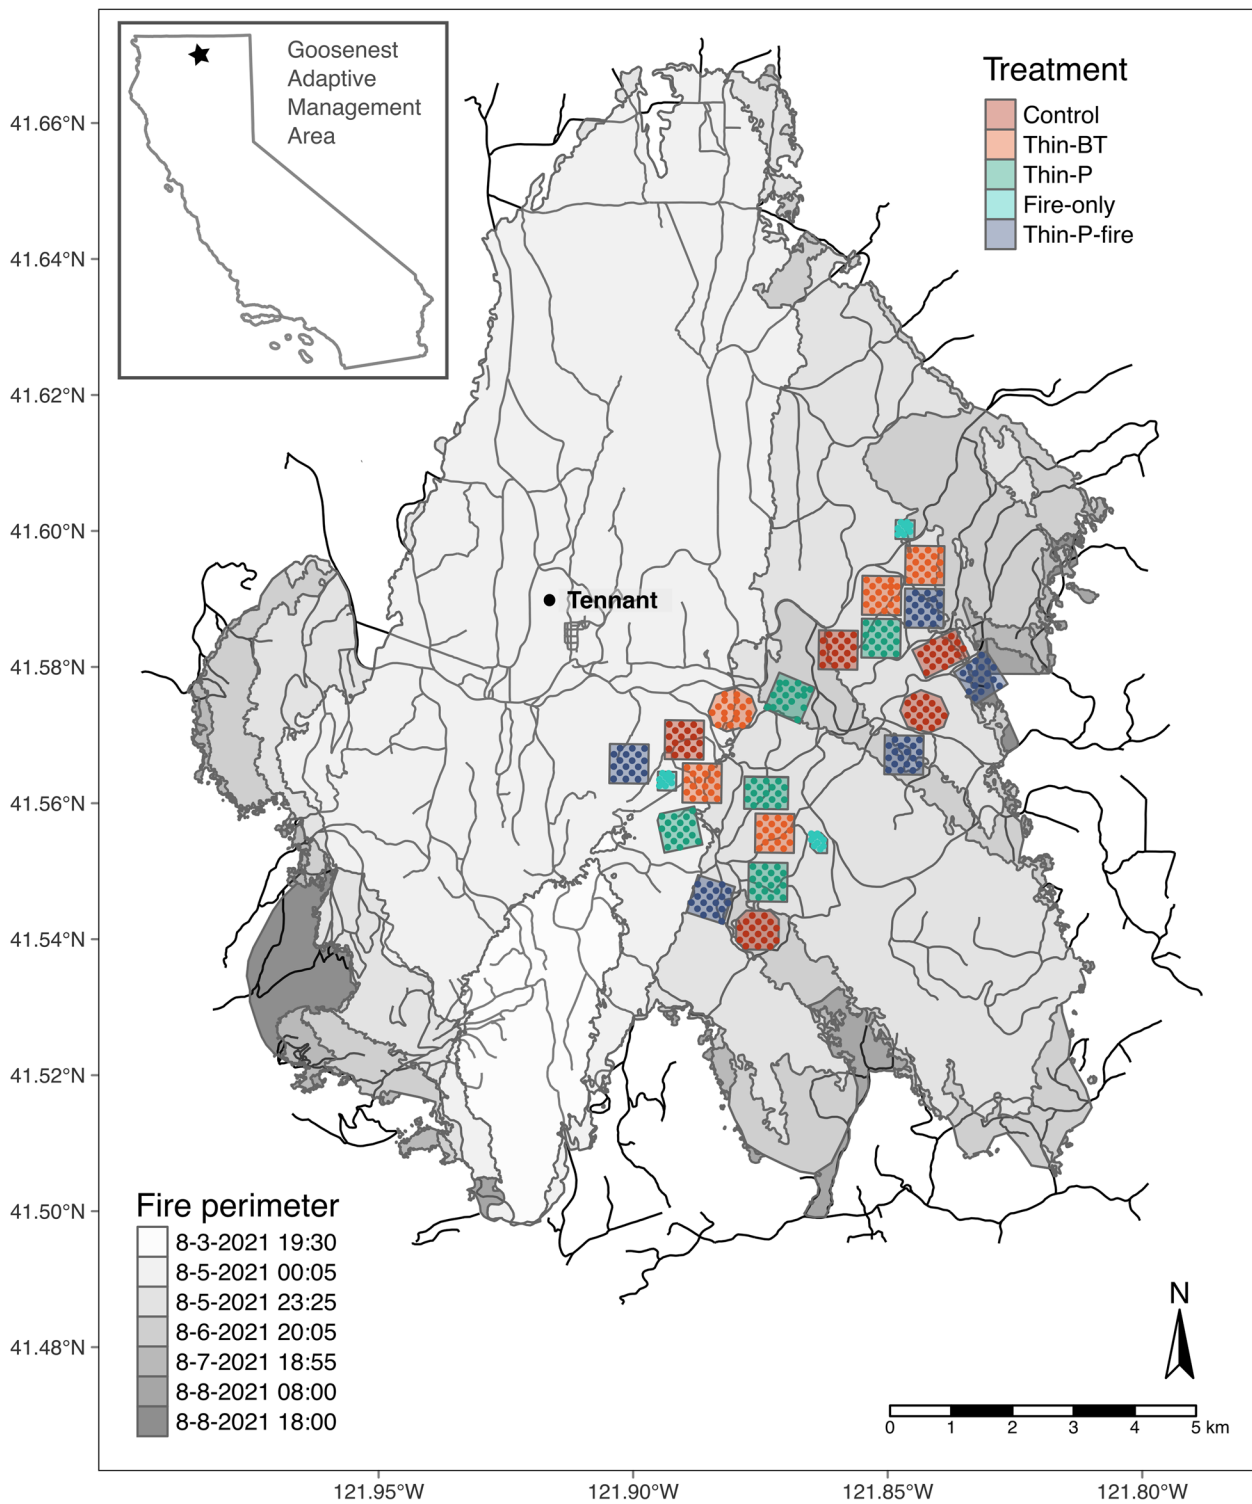 Goosenest
Adaptive
Management
Area
Treatment
Control
Thin-BT
Thin-P
Fire-only
Thin-P-fire
41.66°N
41.64°N
41.62°N
41.60°N
41.58°N
41.56°N
41.54°N
41.52°N
41.50°N
41.48°N
Tennant
Fire perimeter
8-3-2021 19:30
8-5-2021 00:05
8-5-2021 23:25
8-6-2021 20:05
8-7-2021 18:55
8-8-2021 08:00
8-8-2021 18:00
N
0 1 2 3 4 5 km
121.95°W 121.90°W 121.85°W 121.80°W